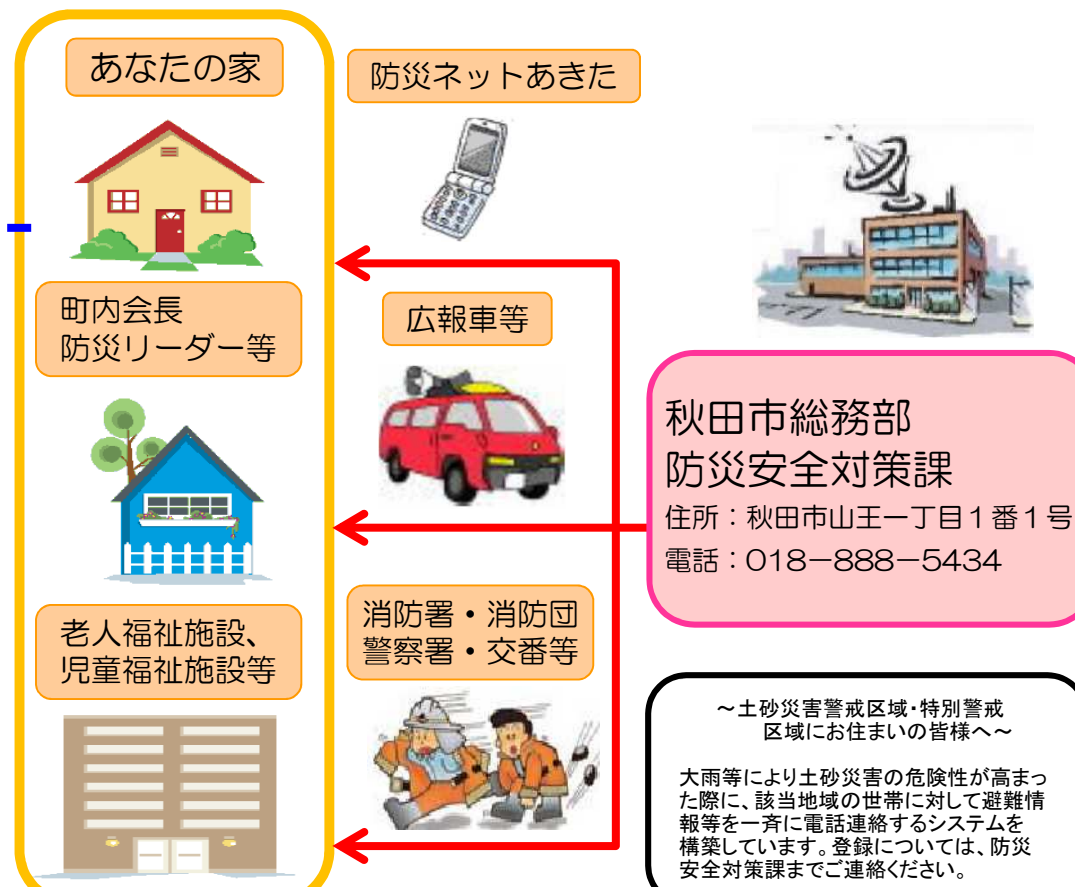 あなたの家
町内会長
防災リーダー等
老人福祉施設、
児童福祉施設等
防災ネットあきた
広報車等
消防署・消防団
警察署・交番等
秋田市総務部
防災安全対策課
住所：秋田市山王一丁目１番１号
電話：018－888－5434
～土砂災害警戒区域・特別警戒
区域にお住まいの皆様へ～
大雨等により土砂災害の危険性が高まっ
た際に、該当地域の世帯に対して避難情
報等を一斉に電話連絡するシステムを
構築しています。登録については、防災
安全対策課までご連絡ください。